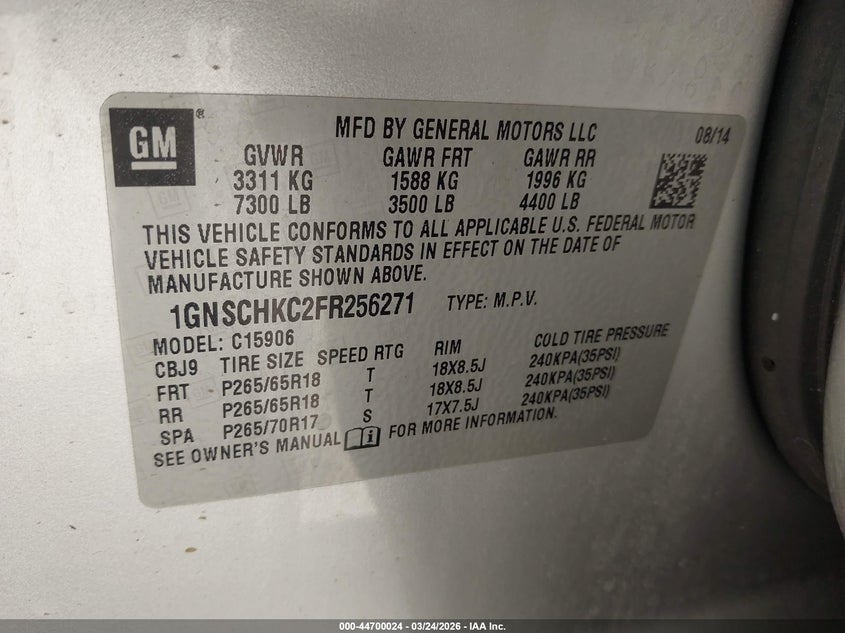 GM ®
MFD BY GENERAL MOTORS LLC 08/14
GVWR GAWR FRT GAWR RR
3311 KG 1588 KG 1996 KG
7300 LB 3500 LB 4400 LB
THIS VEHICLE CONFORMS TO ALL APPLICABLE U.S. FEDERAL MOTOR
VEHICLE SAFETY STANDARDS IN EFFECT ON THE DATE OF
MANUFACTURE SHOWN ABOVE.
1GNSCHKC2FR256271 TYPE: M.P.V.
MODEL: C15906
CBJ9 TIRE SIZE SPEED RTG RIM COLD TIRE PRESSURE
FRT P265/65R18 T 18X8.5J 240KPA(35PSI)
RR P265/65R18 T 18X8.5J 240KPA(35PSI)
SPA P265/70R17 S 17X7.5J 240KPA(35PSI)
SEE OWNER'S MANUAL i FOR MORE INFORMATION.
000-44700024 | 03/24/2026 – IAA Inc.